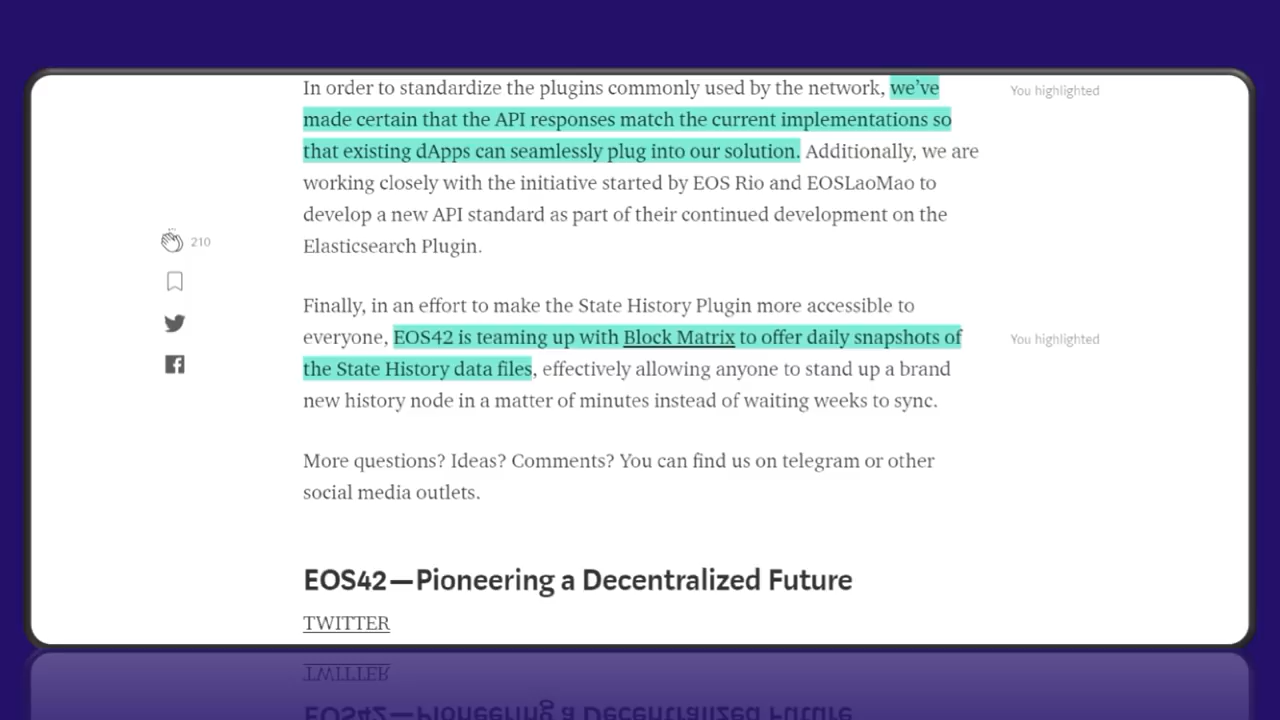 In order to standardize the plugins commonly used by the network, we’ve
You highlighted
made certain that the API responses match the current implementations so
that existing dApps can seamlessly plug into our solution. Additionally, we are
working closely with the initiative started by EOS Rio and EOSLaoMao to
develop a new API standard as part of their continued development on the
Elasticsearch Plugin.
210
Finally, in an effort to make the State History Plugin more accessible to
everyone, EOS42 is teaming up with Block Matrix to offer daily snapshots of
You highlighted
the State History data files, effectively allowing anyone to stand up a brand
new history node in a matter of minutes instead of waiting weeks to sync.
More questions? Ideas? Comments? You can find us on telegram or other
social media outlets.
EOS42—Pioneering a Decentralized Future
TWITTER
TWITTER
EOS42—Pioneering a Decentralized Future